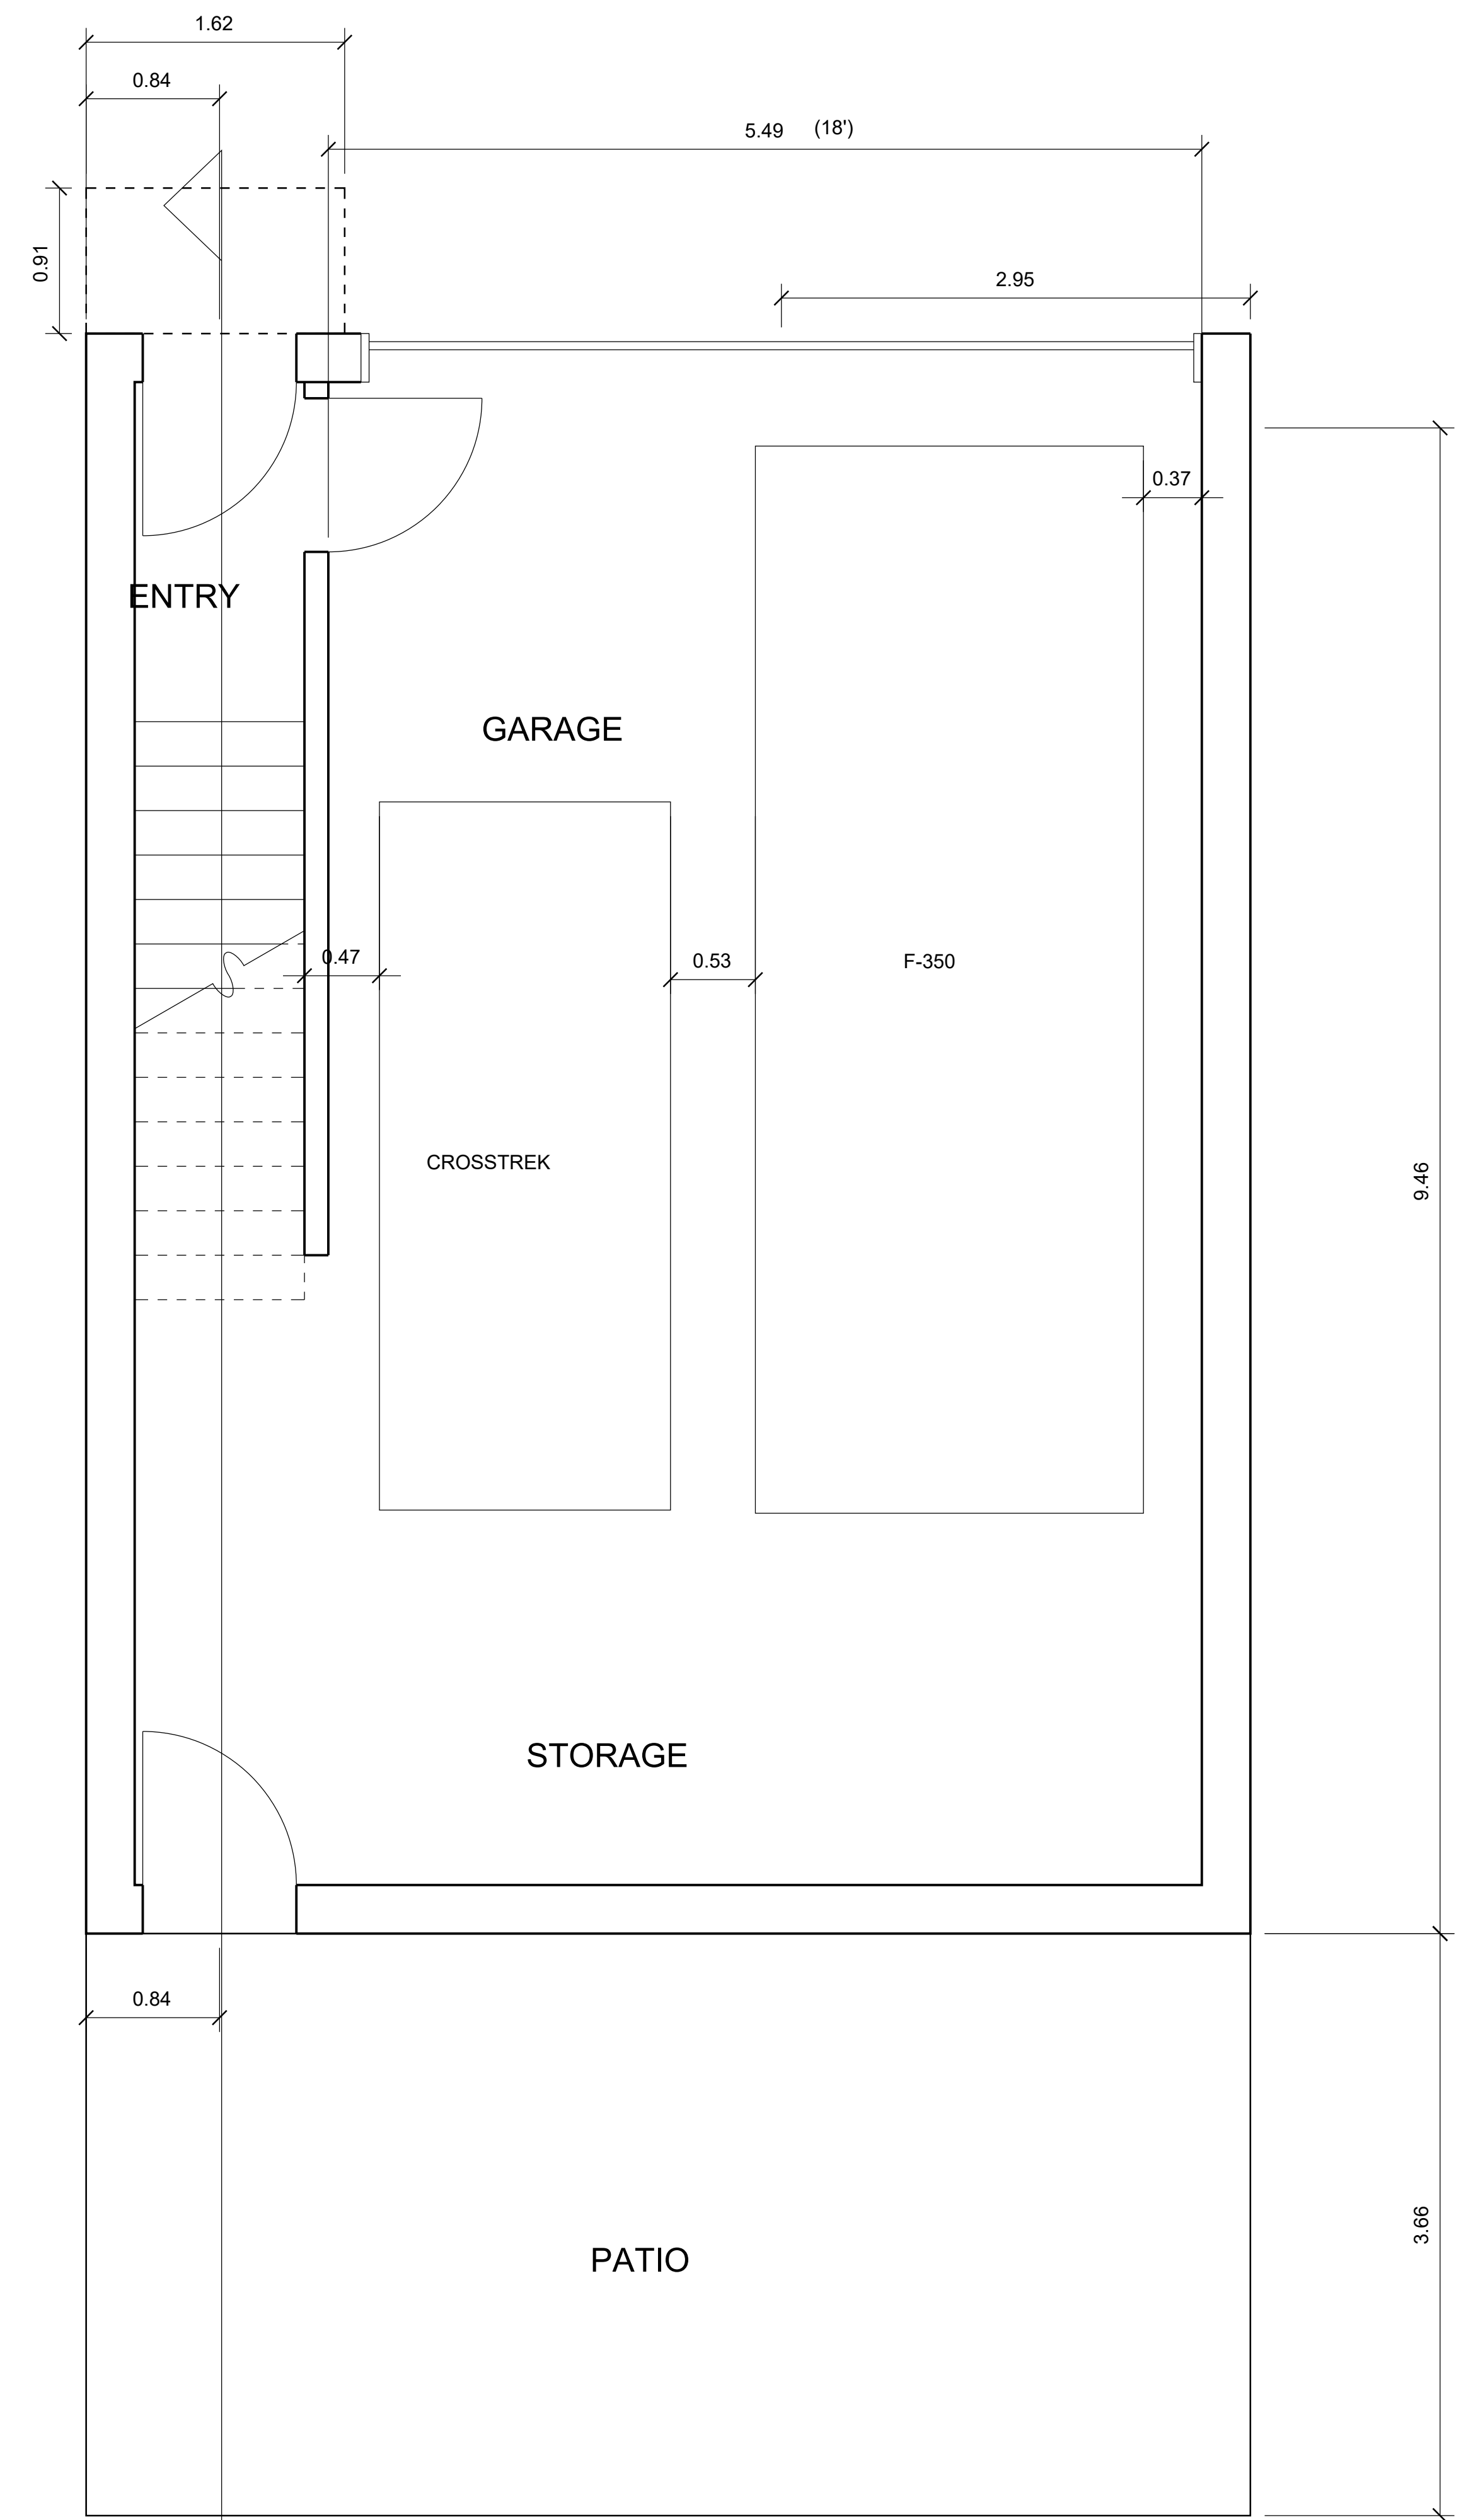 1.62
0.84
5.49 (18')
0.91
2.95
0.37
ENTRY
GARAGE
0.47
0.53
F-350
CROSSTREK
9.46
STORAGE
0.84
3.66
PATIO